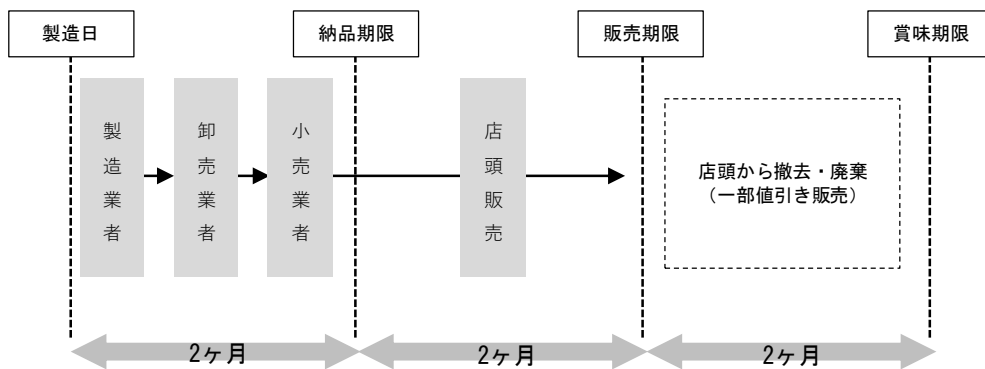 製造日
納品期限
販売期限
賞味期限
製造業者
卸売業者
小売業者
店頭販売
店頭から撤去・廃棄
（一部値引き販売）
2ヶ月
2ヶ月
2ヶ月